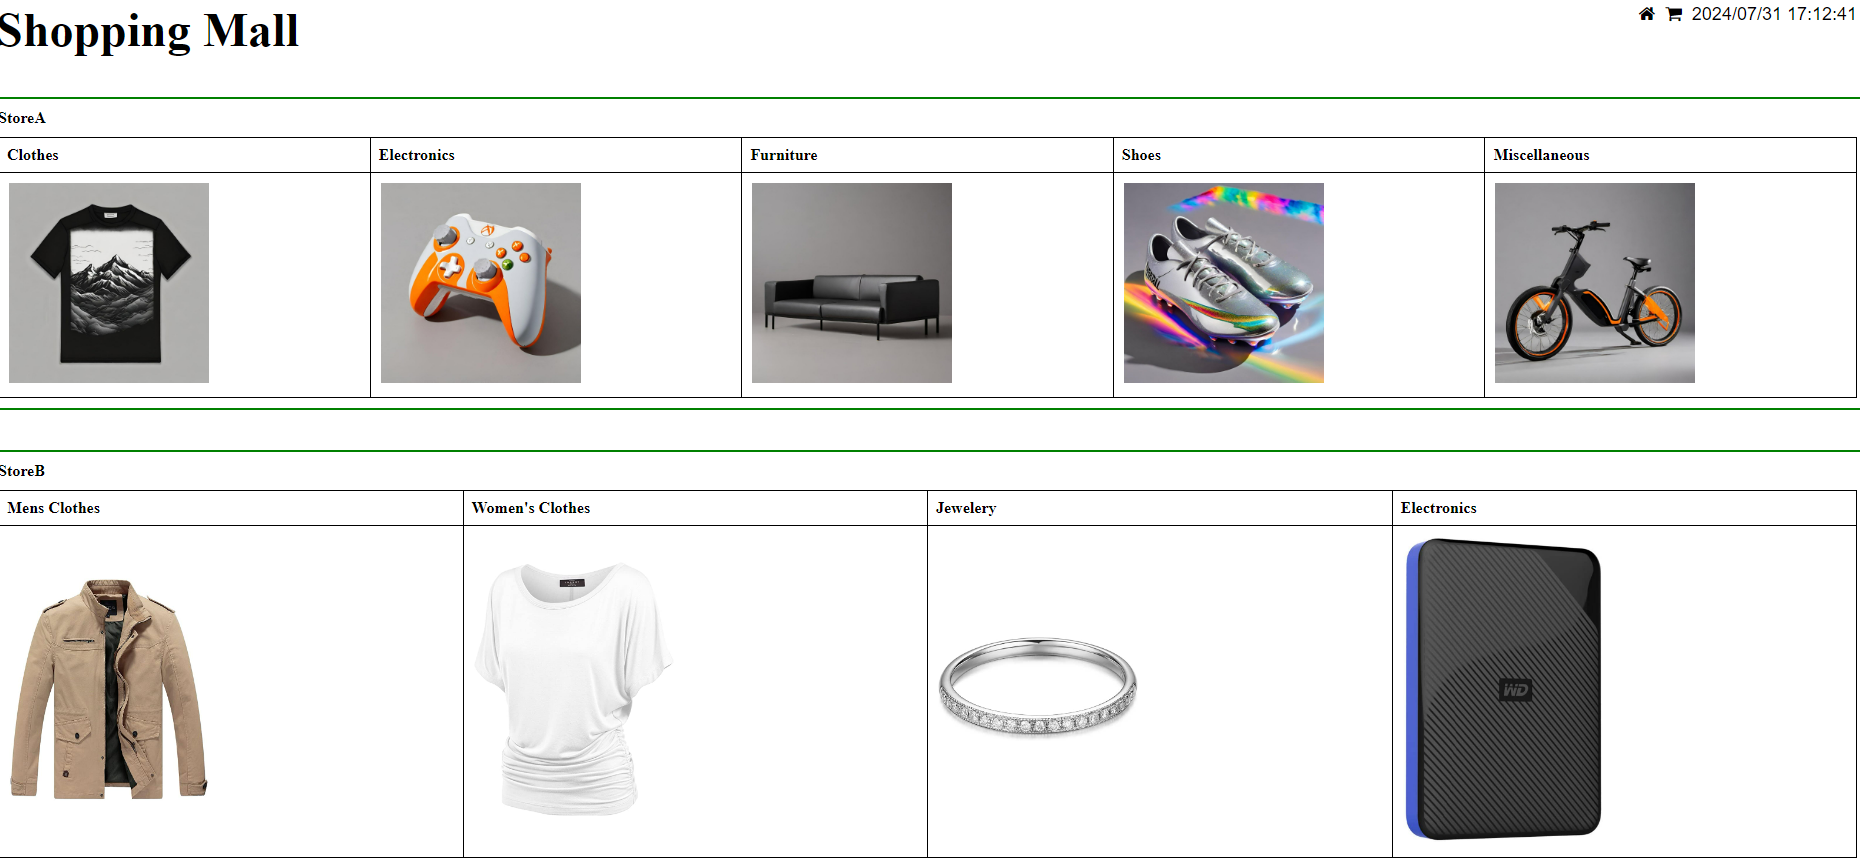 Shopping Mall
2024/07/31 17:12:41
StoreA
Clothes
Electronics
Furniture
Shoes
Miscellaneous
StoreB
Mens Clothes
Women's Clothes
Jewelery
Electronics
WD